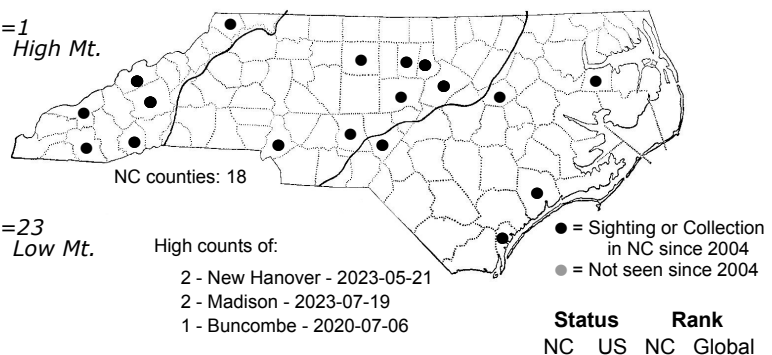 =1
High Mt.
NC counties: 18
=23
Low Mt.
High counts of:
2 - New Hanover - 2023-05-21
2 - Madison - 2023-07-19
1 - Buncombe - 2020-07-06
= Sighting or Collection
in NC since 2004
= Not seen since 2004
Status Rank
NC US NC Global